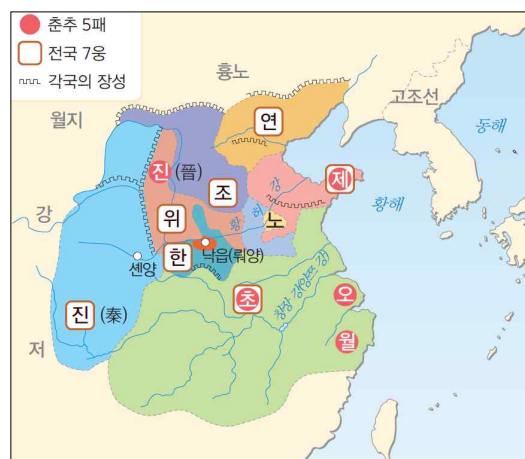 춘추 5패
전국 7웅
각국의 장성
흉노
월지
고조선
동해
연
진(晉)
제
조
강
황허강
노
황해
위
한
낙읍(뤄양)
셴양
초
창장강(양쯔강)
오
진(秦)
월
저